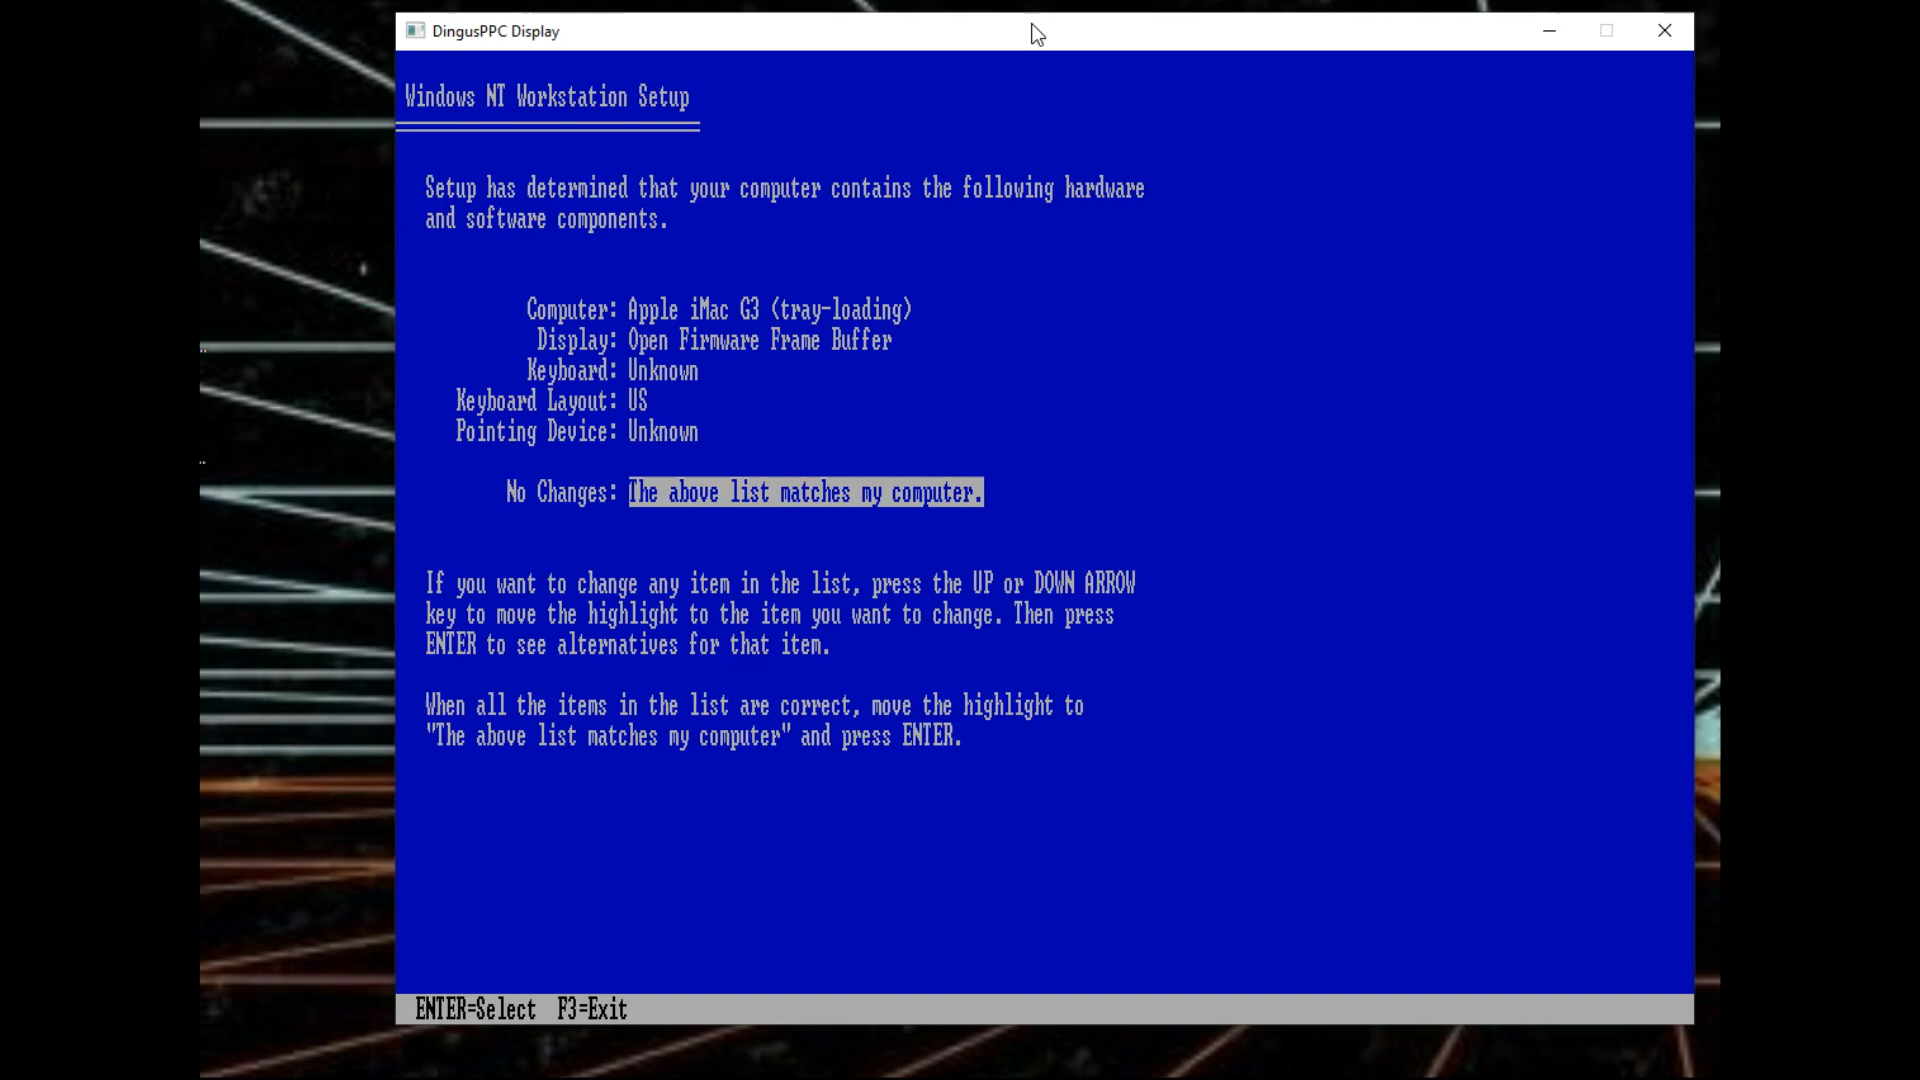 DingusPPC Display
Windows NT Workstation Setup
Setup has determined that your computer contains the following hardware
and software components.
Computer: Apple iMac G3 (tray-loading)
Display: Open Firmware Frame Buffer
Keyboard: Unknown
Keyboard Layout: US
Pointing Device: Unknown
No Changes: The above list matches my computer.
If you want to change any item in the list, press the UP or DOWN ARROW
key to move the highlight to the item you want to change. Then press
ENTER to see alternatives for that item.
When all the items in the list are correct, move the highlight to
"The above list matches my computer" and press ENTER.
ENTER=Select F3=Exit